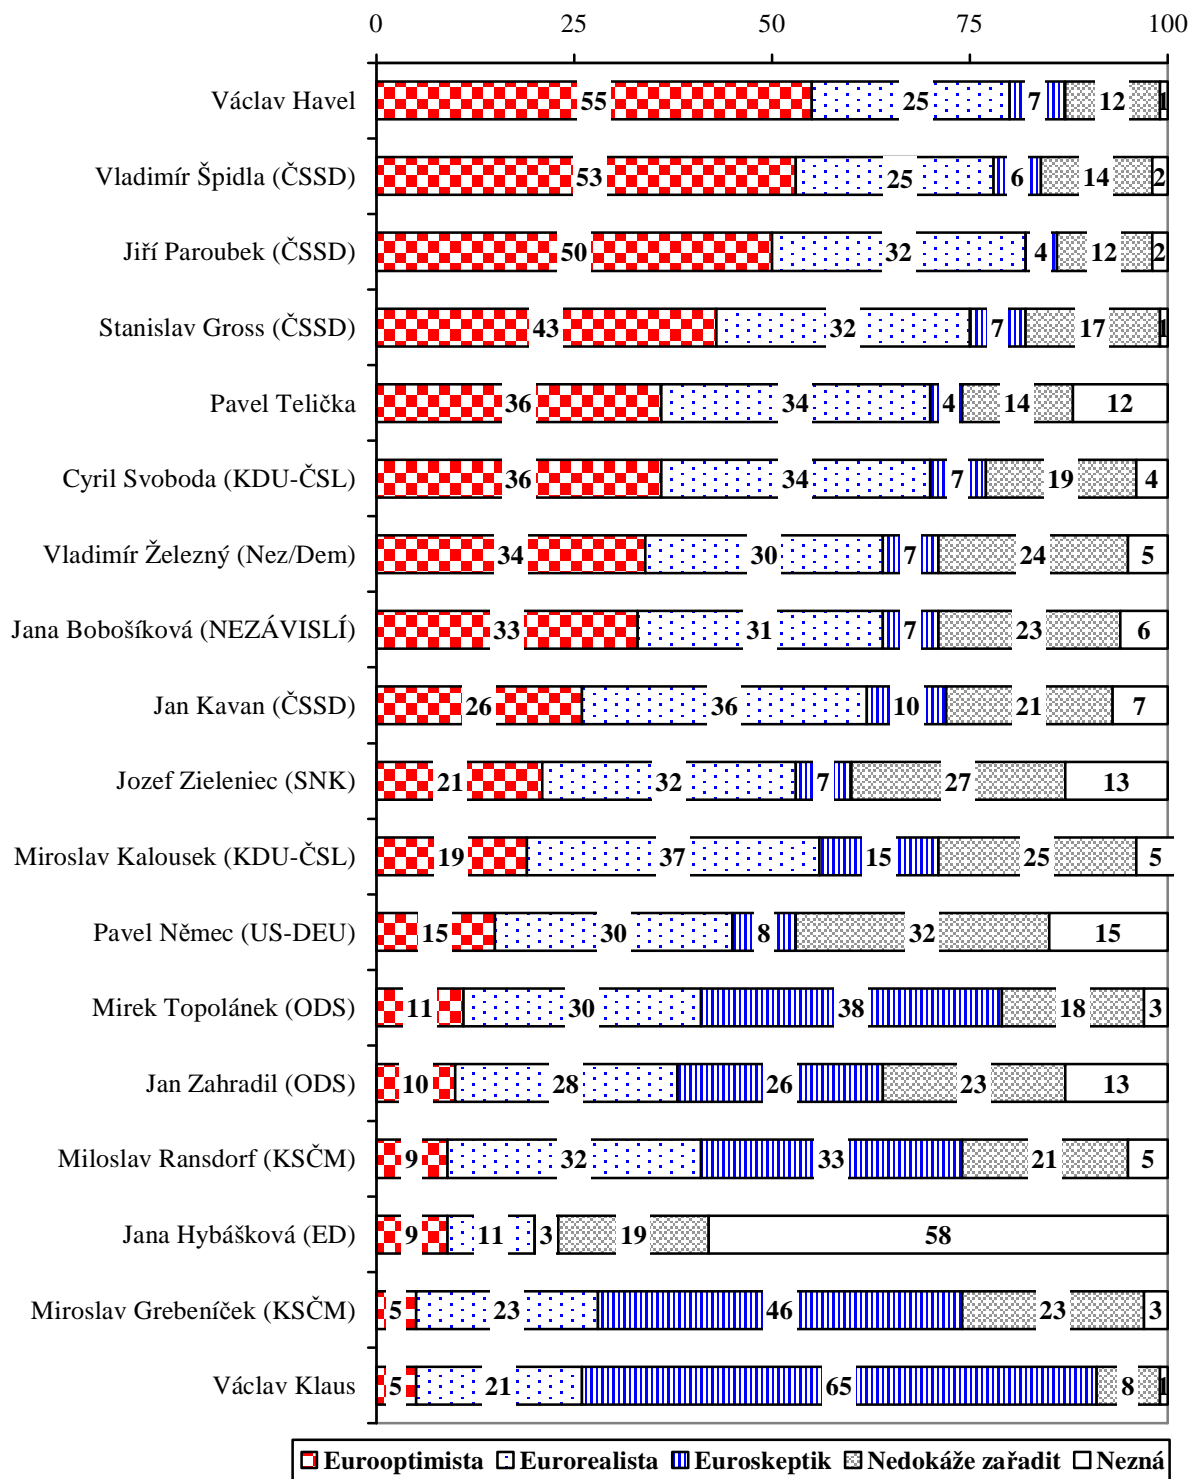 0 25 50 75 100
Václav Havel 55 25 7 12 1
Vladimír Špidla (ČSSD) 53 25 6 14 2
Jiří Paroubek (ČSSD) 50 32 4 12 2
Stanislav Gross (ČSSD) 43 32 7 17 1
Pavel Telička 36 34 4 14 12
Cyril Svoboda (KDU-ČSL) 36 34 7 19 4
Vladimír Železný (Nez/Dem) 34 30 7 24 5
Jana Bobošíková (NEZÁVISLÍ) 33 31 7 23 6
Jan Kavan (ČSSD) 26 36 10 21 7
Jozef Zieleniec (SNK) 21 32 7 27 13
Miroslav Kalousek (KDU-ČSL) 19 37 15 25 5
Pavel Němec (US-DEU) 15 30 8 32 15
Mirek Topolánek (ODS) 11 30 38 18 3
Jan Zahradil (ODS) 10 28 26 23 13
Miloslav Ransdorf (KSČM) 9 32 33 21 5
Jana Hybášková (ED) 9 11 3 19 58
Miroslav Grebeníček (KSČM) 5 23 46 23 3
Václav Klaus 5 21 65 8 1
Eurooptimista Eurorealista Euroskeptik Nedokáže zařadit Nezná